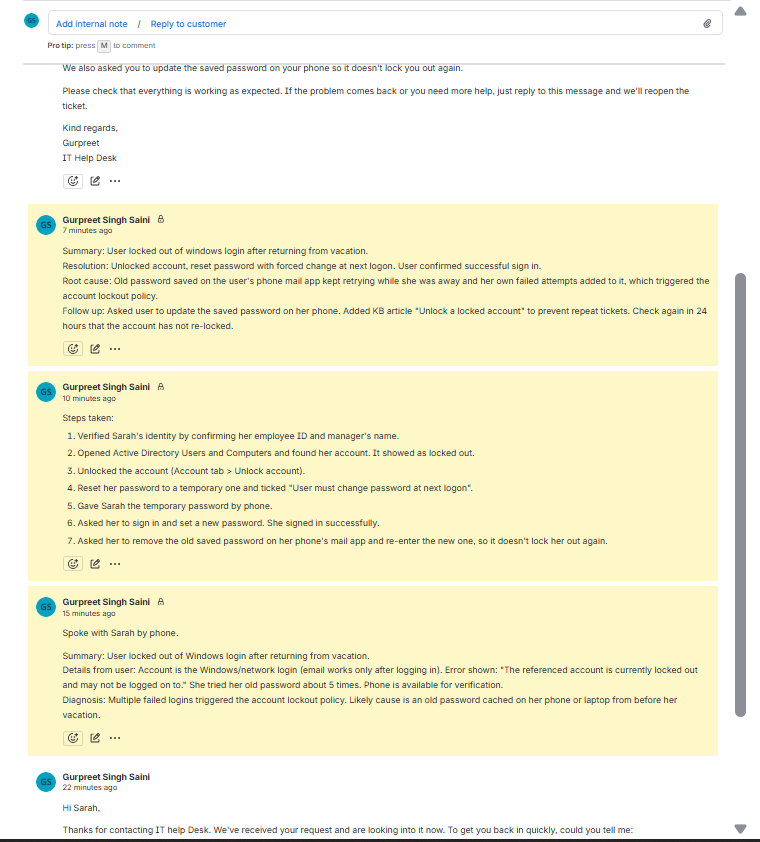 GS
Add internal note / Reply to customer
Pro tip: press M to comment
We also asked you to update the saved password on your phone so it doesn't lock you out again.
Please check that everything is working as expected. If the problem comes back or you need more help, just reply to this message and we'll reopen the
ticket.
Kind regards,
Gurpreet
IT Help Desk
GS
Gurpreet Singh Saini
7 minutes ago
Summary: User locked out of windows login after returning from vacation.
Resolution: Unlocked account, reset password with forced change at next logon. User confirmed successful sign in.
Root cause: Old password saved on the user's phone mail app kept retrying while she was away and her own failed attempts added to it, which triggered the
account lockout policy.
Follow up: Asked user to update the saved password on her phone. Added KB article "Unlock a locked account" to prevent repeat tickets. Check again in 24
hours that the account has not re-locked.
GS
Gurpreet Singh Saini
10 minutes ago
Steps taken:
1. Verified Sarah's identity by confirming her employee ID and manager's name.
2. Opened Active Directory Users and Computers and found her account. It showed as locked out.
3. Unlocked the account (Account tab > Unlock account).
4. Reset her password to a temporary one and ticked "User must change password at next logon".
5. Gave Sarah the temporary password by phone.
6. Asked her to sign in and set a new password. She signed in successfully.
7. Asked her to remove the old saved password on her phone's mail app and re-enter the new one, so it doesn't lock her out again.
GS
Gurpreet Singh Saini
15 minutes ago
Spoke with Sarah by phone.
Summary: User locked out of Windows login after returning from vacation.
Details from user: Account is the Windows/network login (email works only after logging in). Error shown: "The referenced account is currently locked out
and may not be logged on to." She tried her old password about 5 times. Phone is available for verification.
Diagnosis: Multiple failed logins triggered the account lockout policy. Likely cause is an old password cached on her phone or laptop from before her
vacation.
GS
Gurpreet Singh Saini
22 minutes ago
Hi Sarah,
Thanks for contacting IT help Desk. We've received your request and are looking into it now. To get you back in quickly, could you tell me: